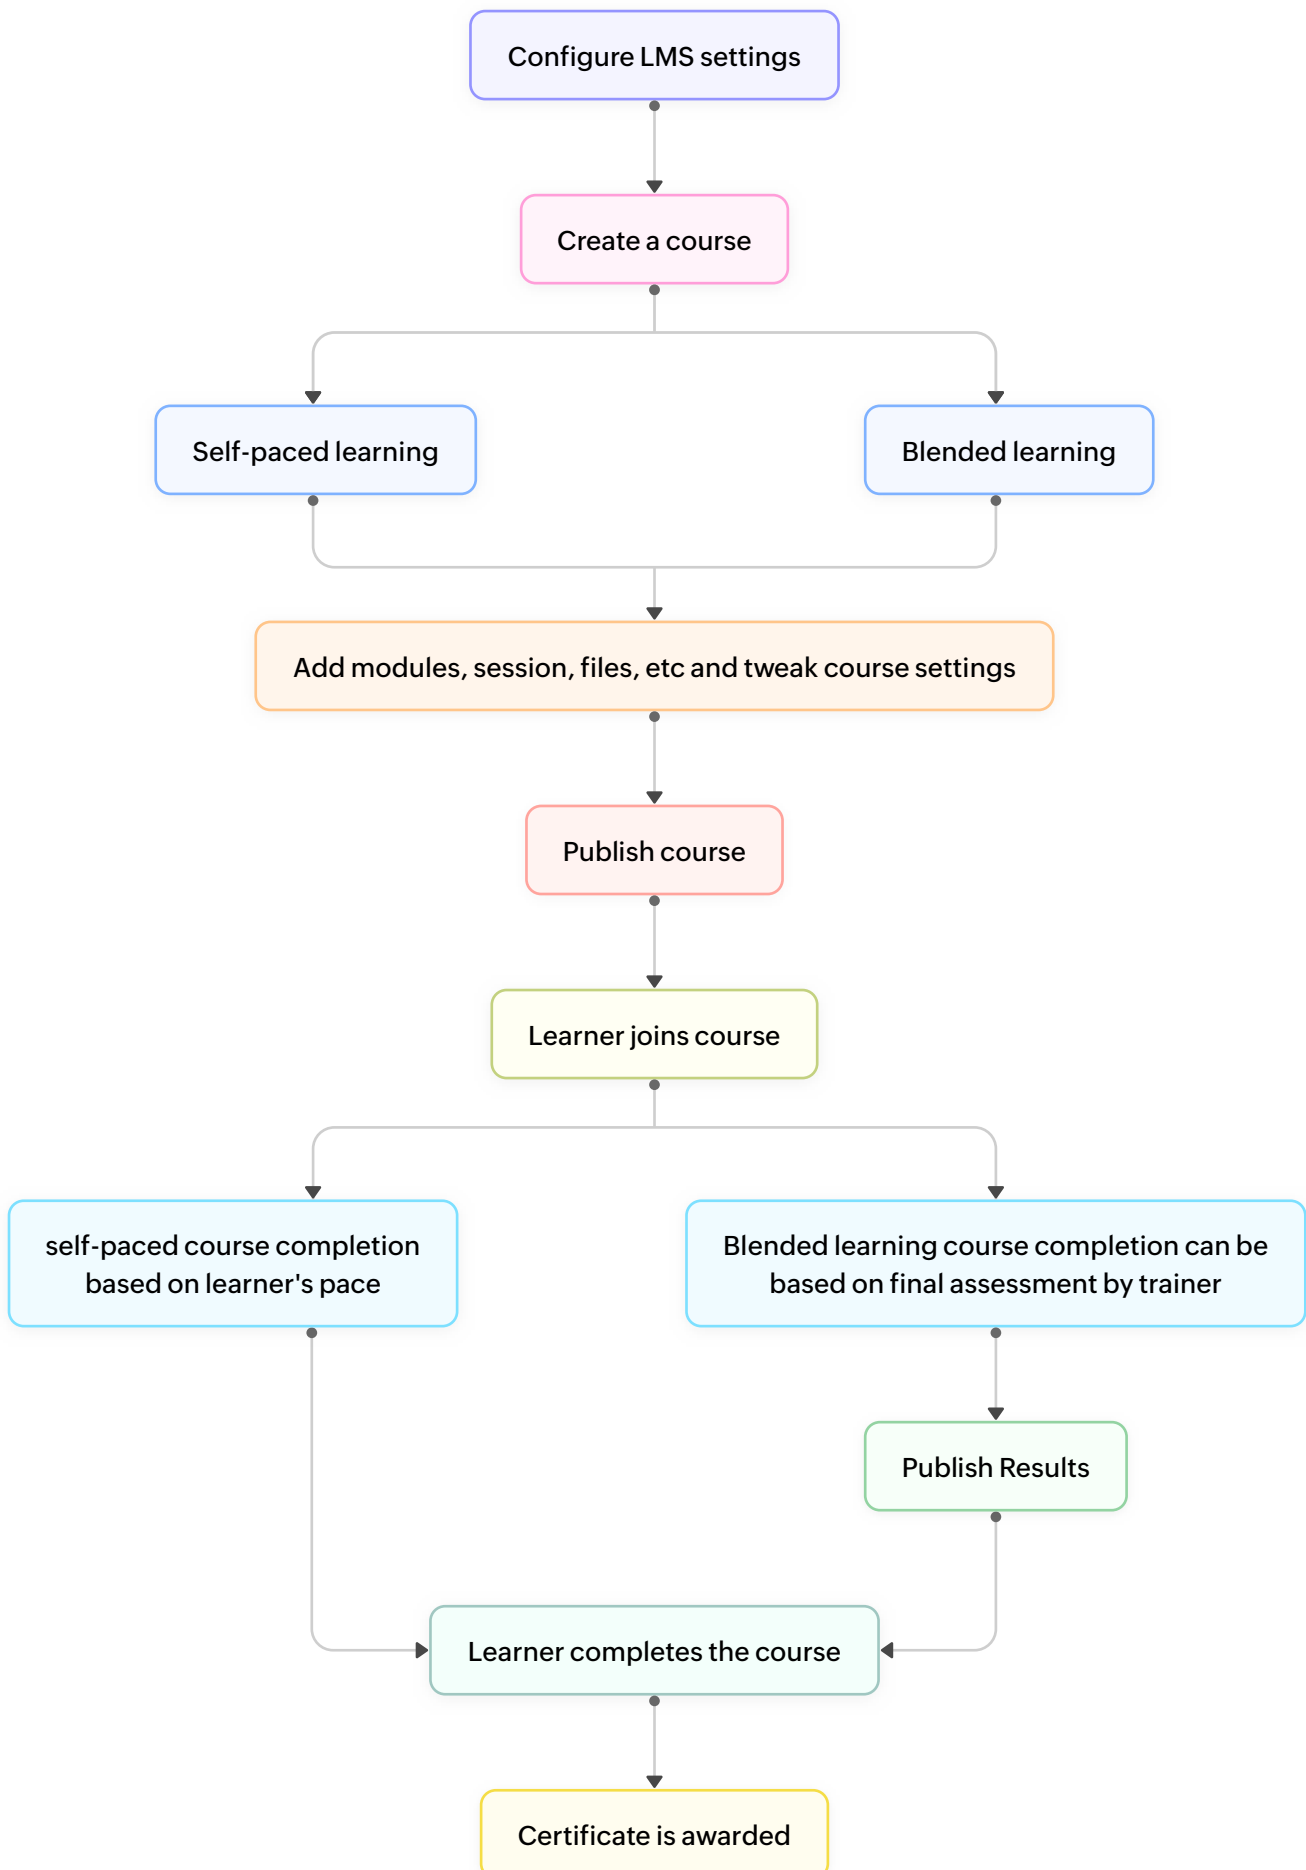 Configure LMS settings
Create a course
Self-paced learning
Blended learning
Add modules, session, files, etc and tweak course settings
Publish course
Learner joins course
self-paced course completion
based on learner's pace
Blended learning course completion can be
based on final assessment by trainer
Publish Results
Learner completes the course
Certificate is awarded